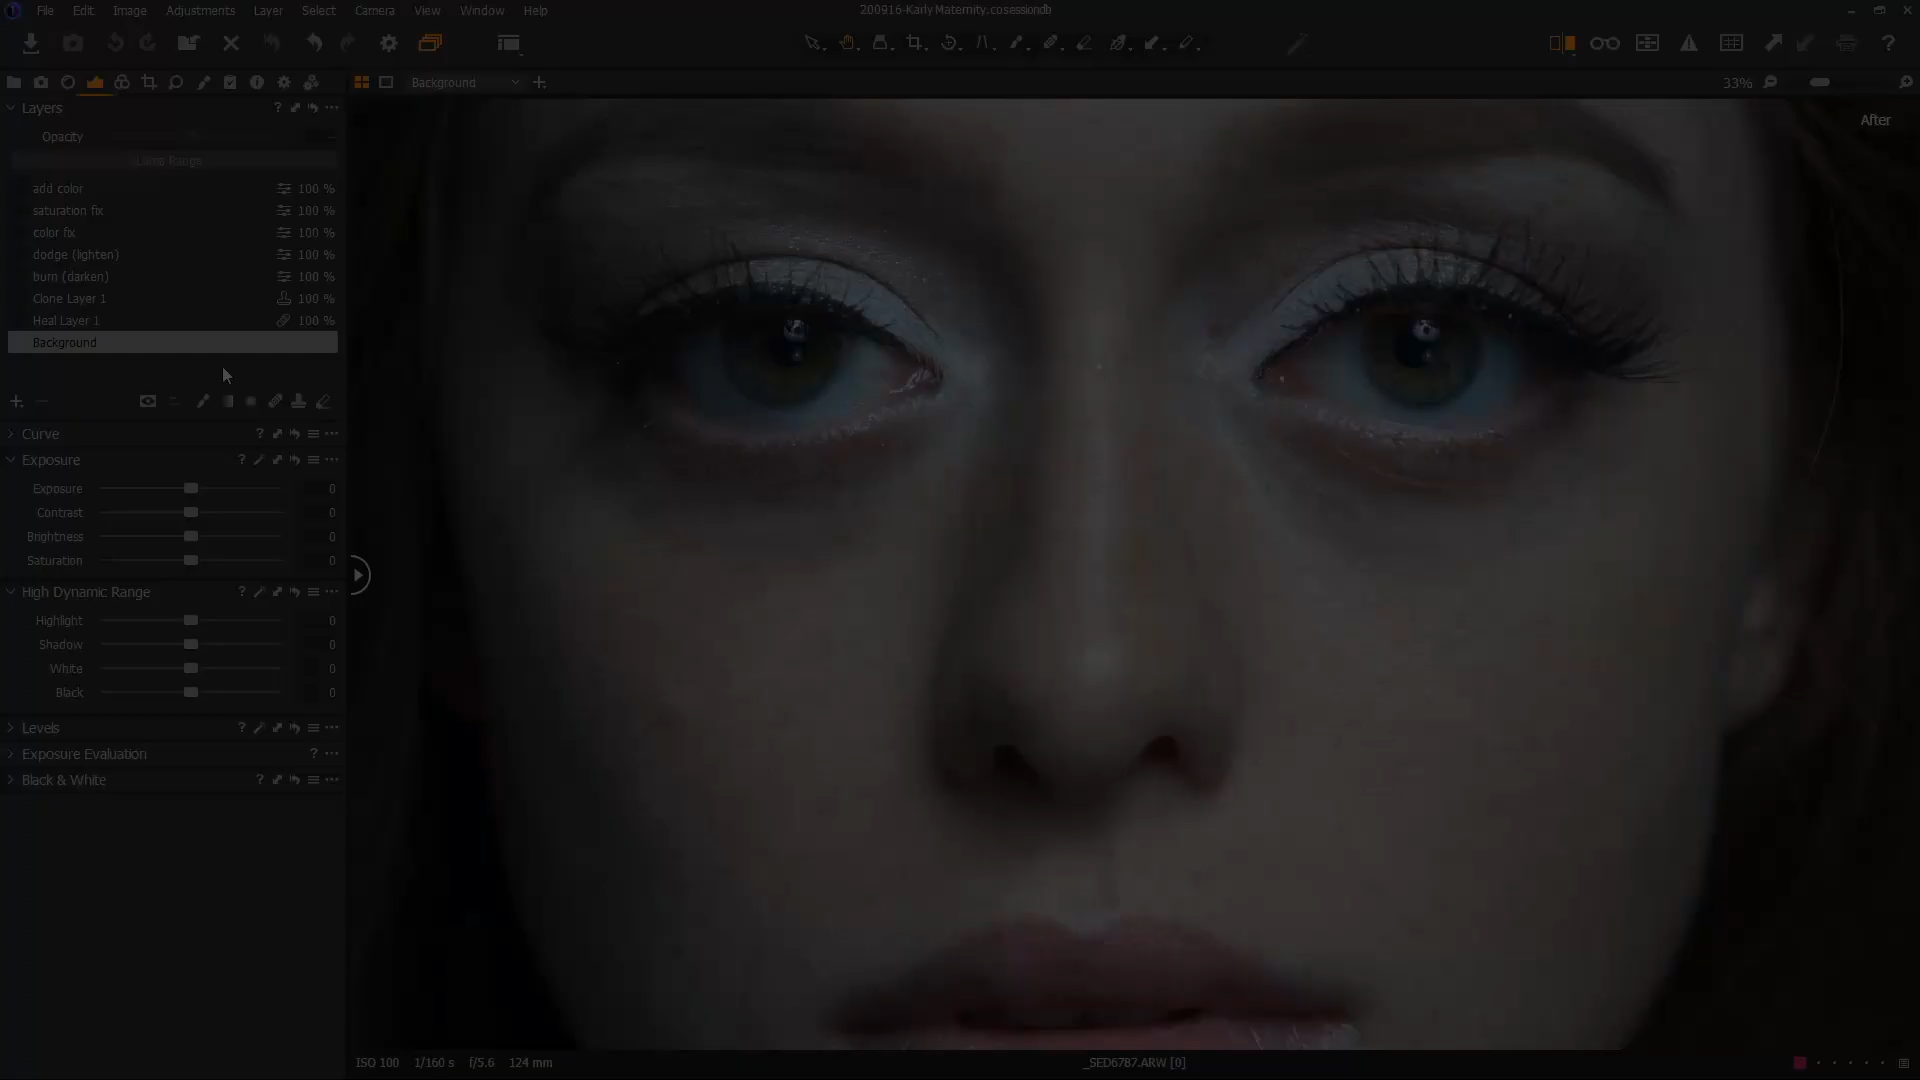 File Edit Image Adjustments Layer Select Camera View Window Help
200916-Karly Maternity.cosessiondb
Background
33%
Layers
After
Opacity
Luma Range
add color 100 %
saturation fix 100 %
color fix 100 %
dodge (lighten) 100 %
burn (darken) 100 %
Clone Layer 1 100 %
Heal Layer 1 100 %
Background
Curve
Exposure
Exposure 0
Contrast 0
Brightness 0
Saturation 0
High Dynamic Range
Highlight 0
Shadow 0
White 0
Black 0
Levels
Exposure Evaluation
Black & White
ISO 100 1/160 s f/5.6 124 mm
_SED6787.ARW [0]